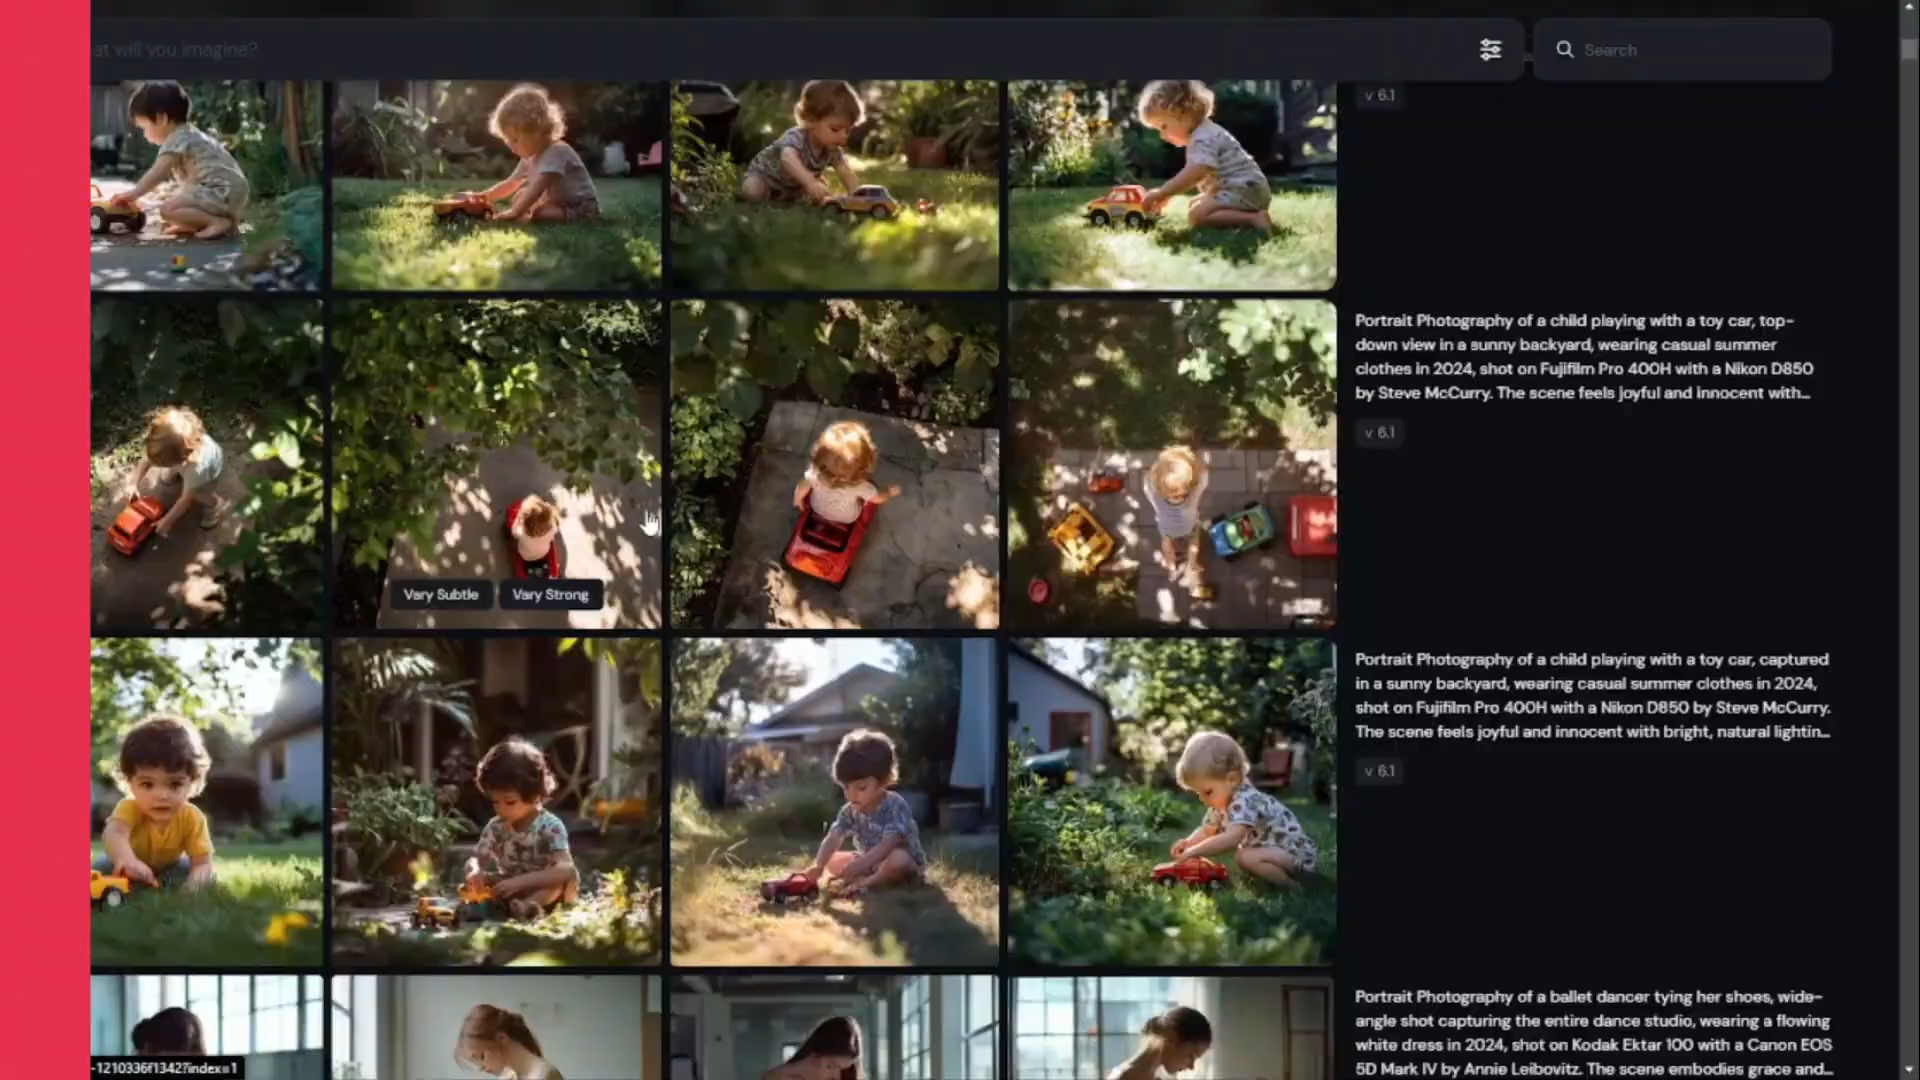 at will you imagine?
Search
v 6.1
Portrait Photography of a child playing with a toy car, top-
down view in a sunny backyard, wearing casual summer
clothes in 2024, shot on Fujifilm Pro 400H with a Nikon D850
by Steve McCurry. The scene feels joyful and innocent with...
v 6.1
Vary Subtle
Vary Strong
Portrait Photography of a child playing with a toy car, captured
in a sunny backyard, wearing casual summer clothes in 2024,
shot on Fujifilm Pro 400H with a Nikon D850 by Steve McCurry.
The scene feels joyful and innocent with bright, natural lightin...
v 6.1
Portrait Photography of a ballet dancer tying her shoes, wide-
angle shot capturing the entire dance studio, wearing a flowing
white dress in 2024, shot on Kodak Ektar 100 with a Canon EOS
5D Mark IV by Annie Leibovitz. The scene embodies grace and...
-1210336f1342?index=1